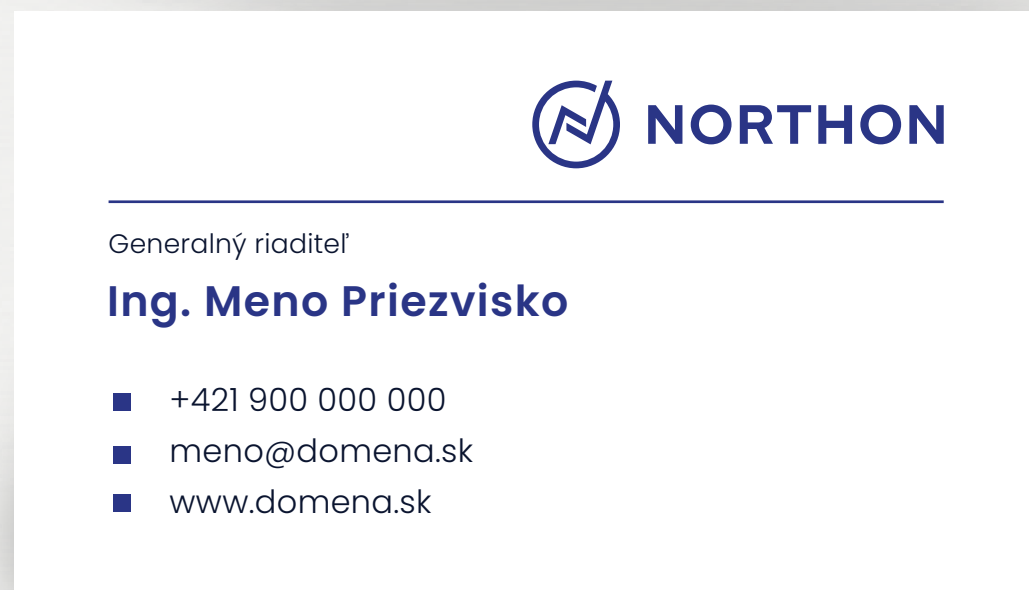 NORTHON
Generalný riaditeľ
Ing. Meno Priezvisko
+421 900 000 000
meno@domena.sk
www.domena.sk